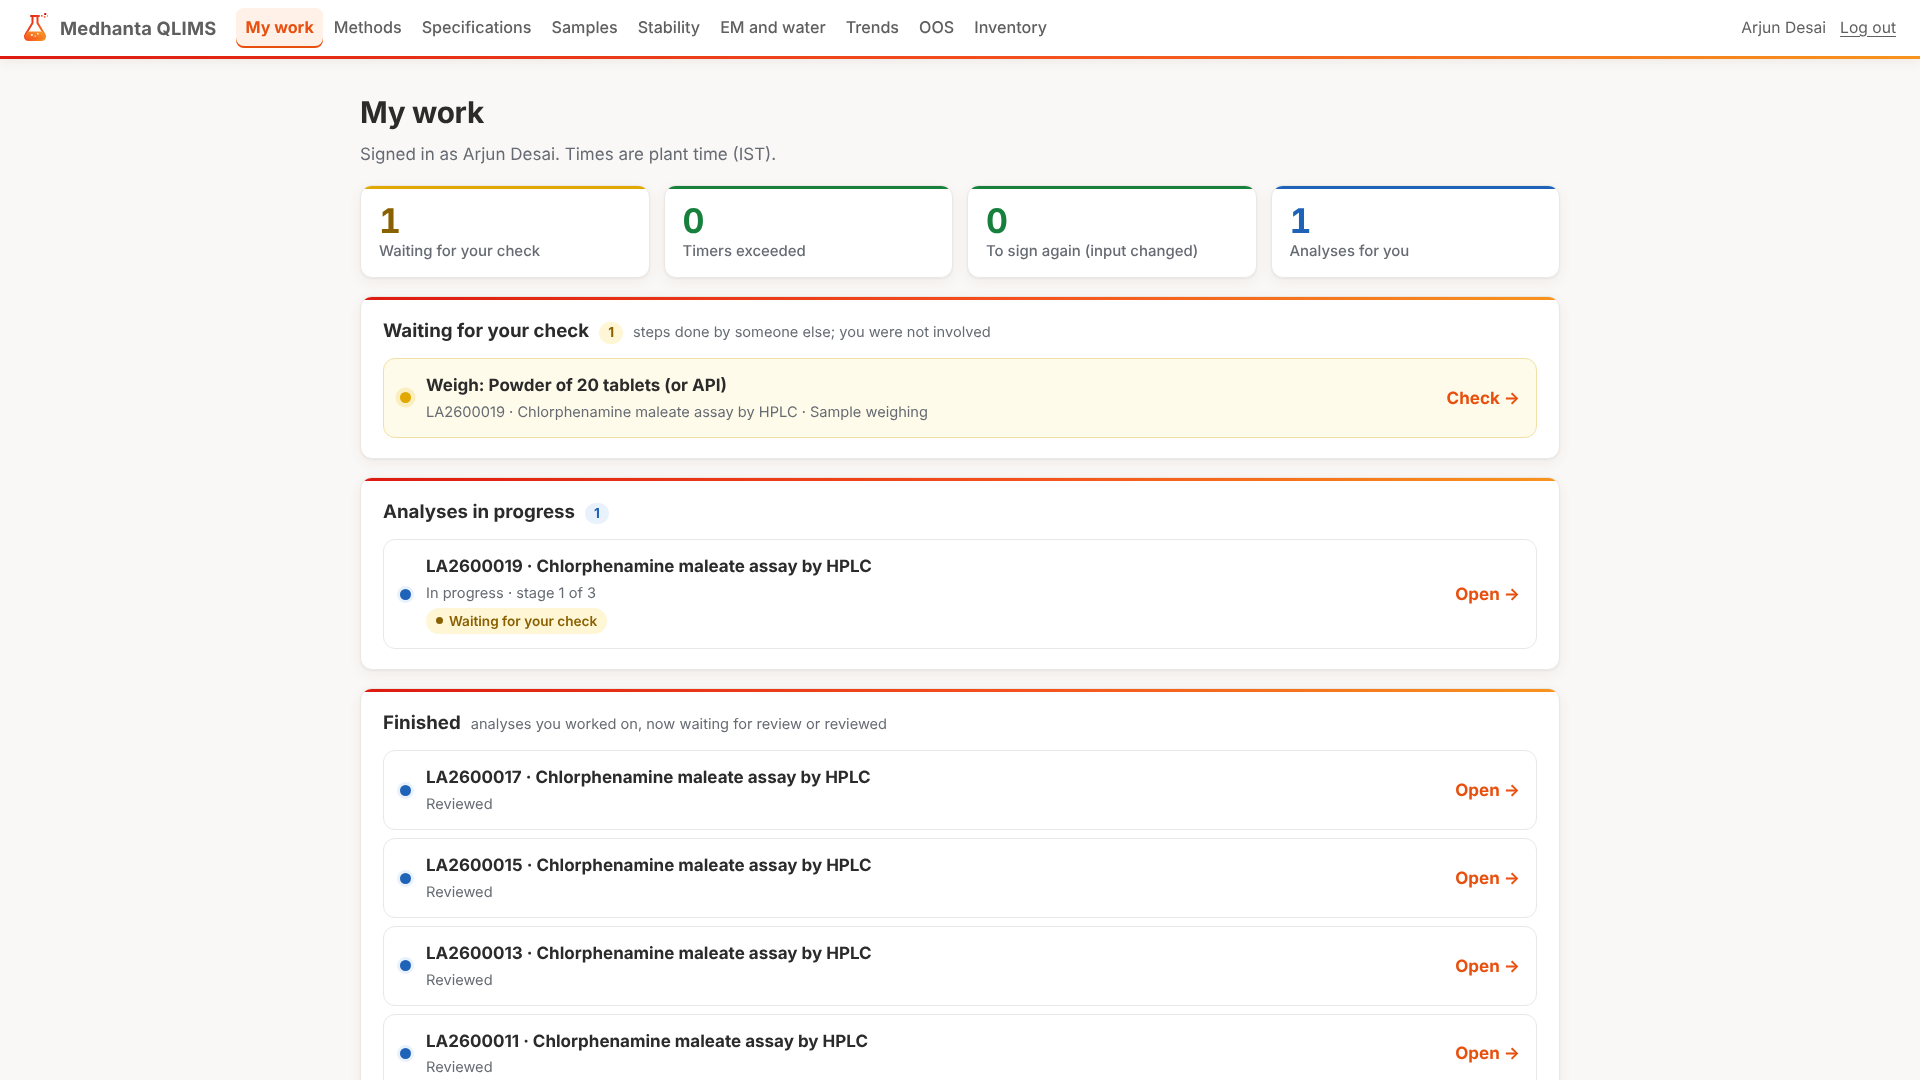 Medhanta QLIMS My work Methods Specifications Samples Stability EM and water Trends OOS Inventory Arjun Desai Log out
My work
Signed in as Arjun Desai. Times are plant time (IST).
1
Waiting for your check
0
Timers exceeded
0
To sign again (input changed)
1
Analyses for you
Waiting for your check 1 steps done by someone else; you were not involved
Weigh: Powder of 20 tablets (or API)
LA2600019 · Chlorphenamine maleate assay by HPLC · Sample weighing
Check →
Analyses in progress 1
LA2600019 · Chlorphenamine maleate assay by HPLC
In progress · stage 1 of 3
Waiting for your check
Open →
Finished analyses you worked on, now waiting for review or reviewed
LA2600017 · Chlorphenamine maleate assay by HPLC
Reviewed
Open →
LA2600015 · Chlorphenamine maleate assay by HPLC
Reviewed
Open →
LA2600013 · Chlorphenamine maleate assay by HPLC
Reviewed
Open →
LA2600011 · Chlorphenamine maleate assay by HPLC
Reviewed
Open →